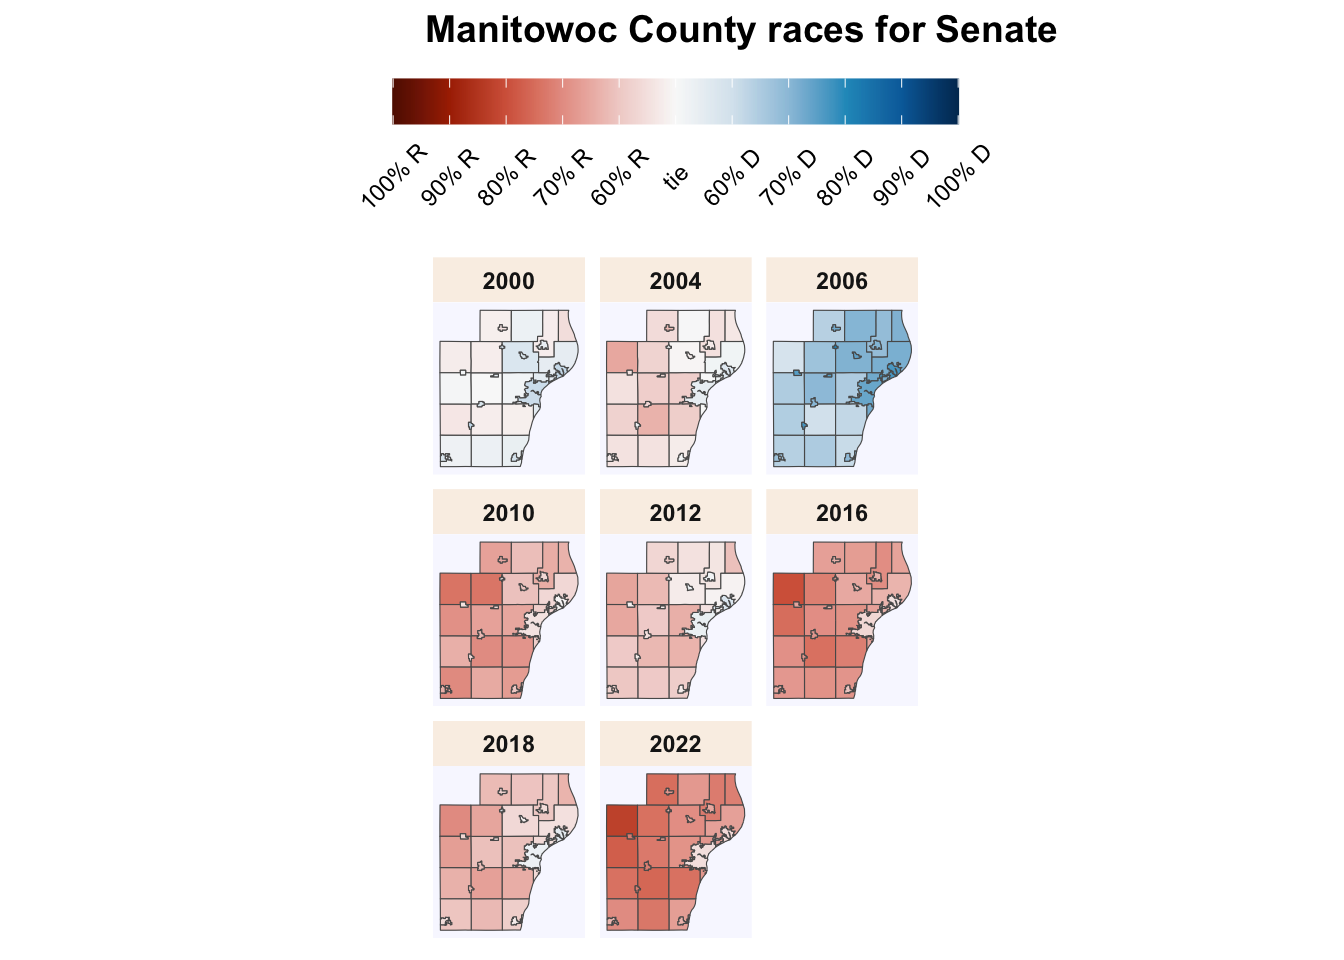 Manitowoc County races for Senate
100% R
90% R
80% R
70% R
60% R
tie
60% D
70% D
80% D
90% D
100% D
2000
2004
2006
2010
2012
2016
2018
2022